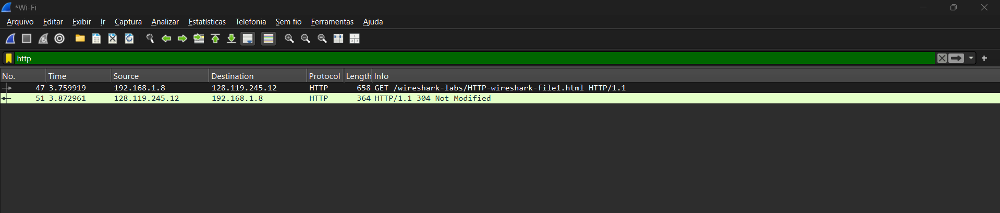 *Wi-Fi
Arquivo Editar Exibir Ir Captura Analizar Estatísticas Telefonia Sem fio Ferramentas Ajuda
http
No. Time Source Destination Protocol Length Info
47 3.759919 192.168.1.8 128.119.245.12 HTTP 658 GET /wireshark-labs/HTTP-wireshark-file1.html HTTP/1.1
51 3.872961 128.119.245.12 192.168.1.8 HTTP 364 HTTP/1.1 304 Not Modified